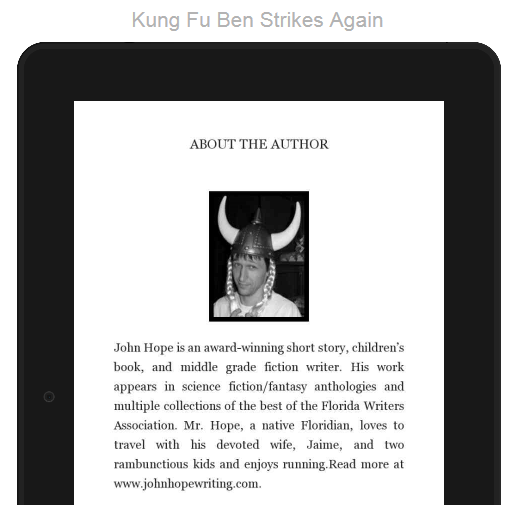 Kung Fu Ben Strikes Again
ABOUT THE AUTHOR
John Hope is an award-winning short story, children's
book, and middle grade fiction writer. His work
appears in science fiction/fantasy anthologies and
multiple collections of the best of the Florida Writers
Association. Mr. Hope, a native Floridian, loves to
travel with his devoted wife, Jaime, and two
rambunctious kids and enjoys running.Read more at
www.johnhopewriting.com.